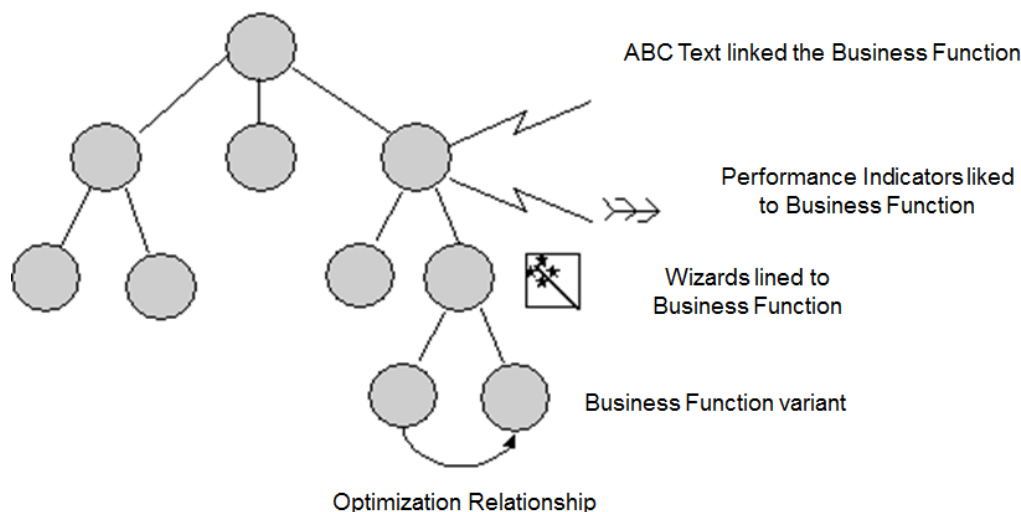 ABC Text linked the Business Function
Performance Indicators liked
to Business Function
Wizards lined to
Business Function
Business Function variant
Optimization Relationship